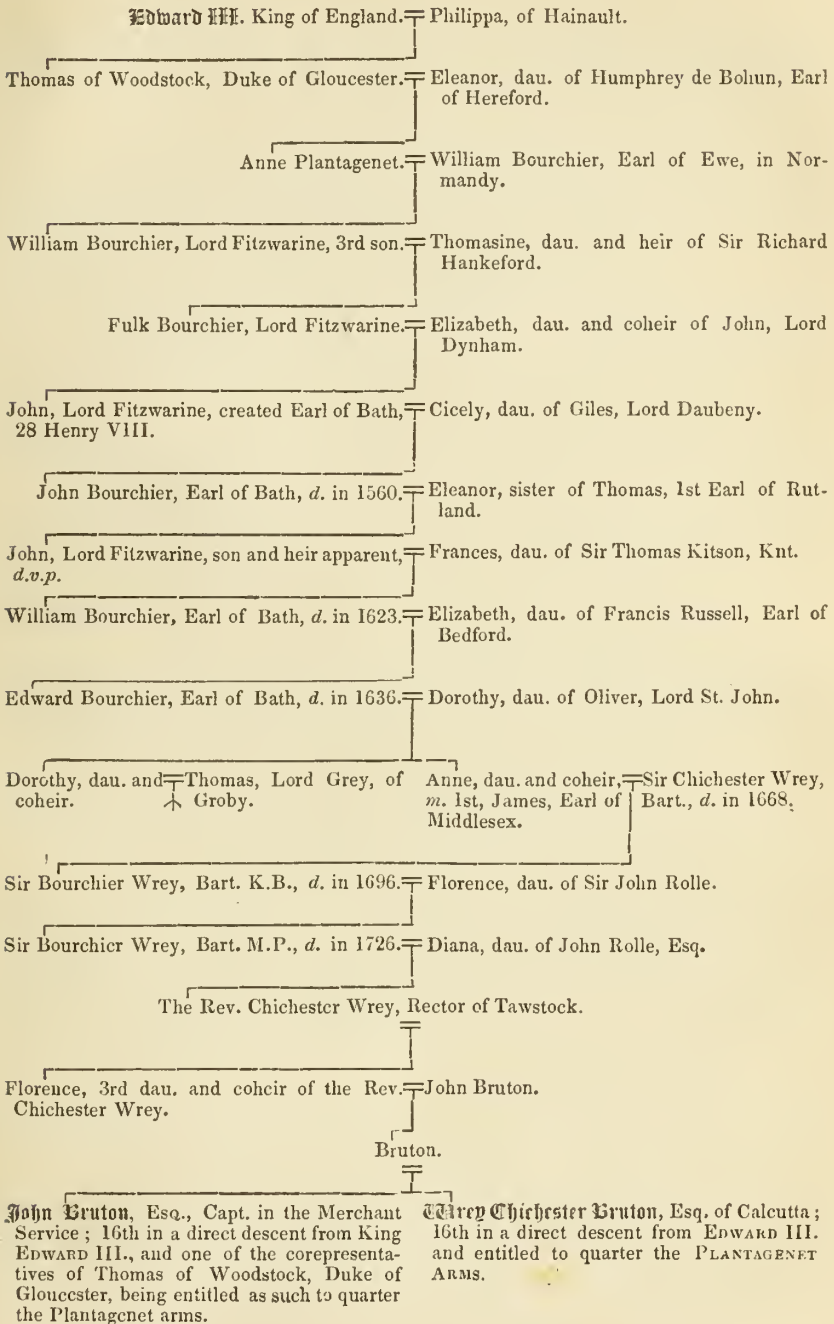 Edward III. King of England. Philippa, of Hainault.
Thomas of Woodstock, Duke of Gloucester. Eleanor, dau. of Humphrey de Bohun, Earl
of Hereford.
Anne Plantagenet. William Bourchier, Earl of Ewe, in Nor-
mandy.
William Bourchier, Lord Fitzwarine, 3rd son. Thomasine, dau. and heir of Sir Richard
Hankeford.
Fulk Bourchier, Lord Fitzwarine. Elizabeth, dau. and coheir of John, Lord
Dynham.
John, Lord Fitzwarine, created Earl of Bath, Cicely, dau. of Giles, Lord Daubeny.
28 Henry VIII.
John Bourchier, Earl of Bath, d. in 1560. Eleanor, sister of Thomas, 1st Earl of Rut-
land.
John, Lord Fitzwarine, son and heir apparent, Frances, dau. of Sir Thomas Kitson, Knt.
d.v.p.
William Bourchier, Earl of Bath, d. in 1623. Elizabeth, dau. of Francis Russell, Earl of
Bedford.
Edward Bourchier, Earl of Bath, d. in 1636. Dorothy, dau. of Oliver, Lord St. John.
Dorothy, dau. and Thomas, Lord Grey, of Anne, dau. and coheir, Sir Chichester Wrey,
coheir. Groby. m. 1st, James, Earl of Bart., d. in 1668.
Middlesex.
Sir Bourchier Wrey, Bart. K.B., d. in 1696. Florence, dau. of Sir John Rolle.
Sir Bourchier Wrey, Bart. M.P., d. in 1726. Diana, dau. of John Rolle, Esq.
The Rev. Chichester Wrey, Rector of Tawstock.
Florence, 3rd dau. and coheir of the Rev. John Bruton.
Chichester Wrey.
Bruton.
John Bruton, Esq., Capt. in the Merchant
Service; 16th in a direct descent from King
EDWARD III., and one of the corepresenta-
tives of Thomas of Woodstock, Duke of
Gloucester, being entitled as such to quarter
the Plantagenet arms.
Wrey Chichester Bruton, Esq. of Calcutta;
16th in a direct descent from EDWARD III.
and entitled to quarter the PLANTAGENET
ARMS.